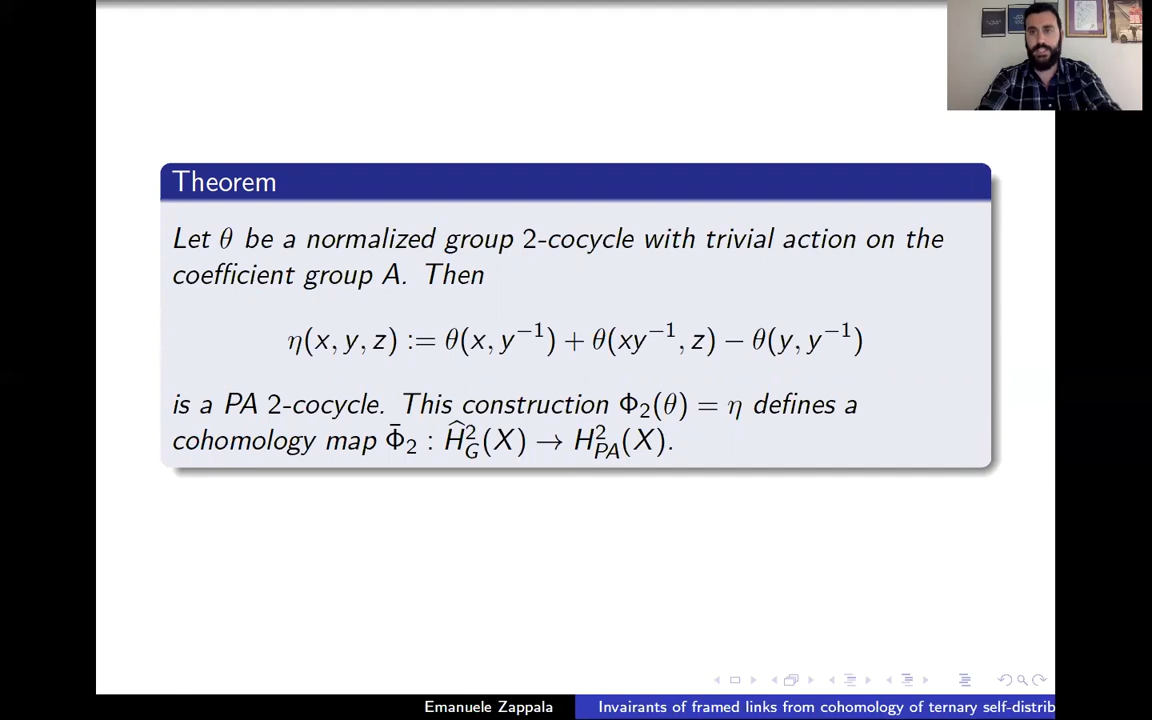 Theorem
Let θ be a normalized group 2-cocycle with trivial action on the
coefficient group A. Then
η(x, y, z) := θ(x, y⁻¹) + θ(xy⁻¹, z) − θ(y, y⁻¹)
is a PA 2-cocycle. This construction Φ₂(θ) = η defines a
cohomology map Φ̄₂ : Ĥ²_G(X) → H²_PA(X).
Emanuele Zappala
Invairants of framed links from cohomology of ternary self-distrib